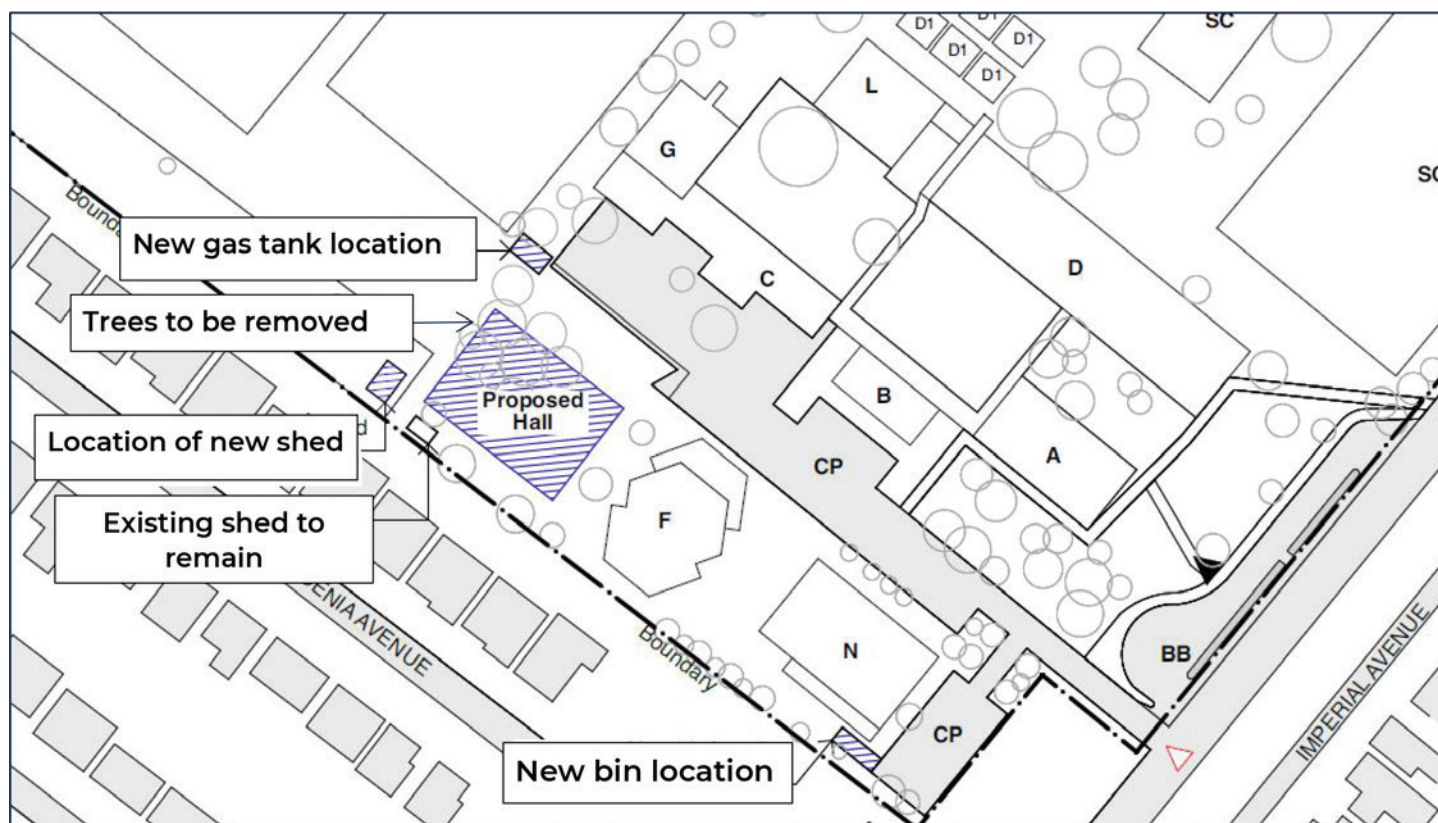 SC
D1
D1
D1
D1
D1
L
G
SC
D
C
New gas tank location
Trees to be removed
Proposed
Hall
B
Location of new shed
A
CP
Existing shed to
remain
F
ENIA AVENUE
Boundary
N
BB
IMPERIAL AVENUE
CP
New bin location